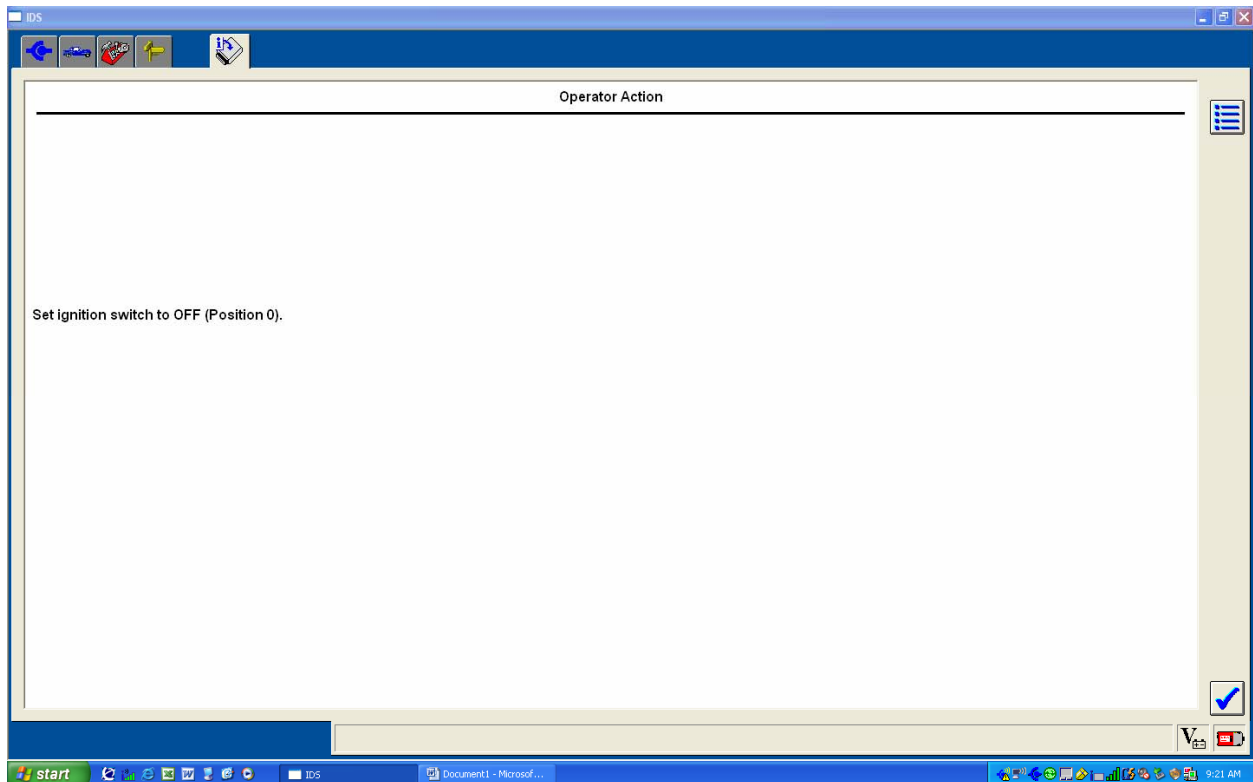 IDS
Operator Action
Set ignition switch to OFF (Position 0).
start
IDS
Document1 - Microsof...
9:21 AM